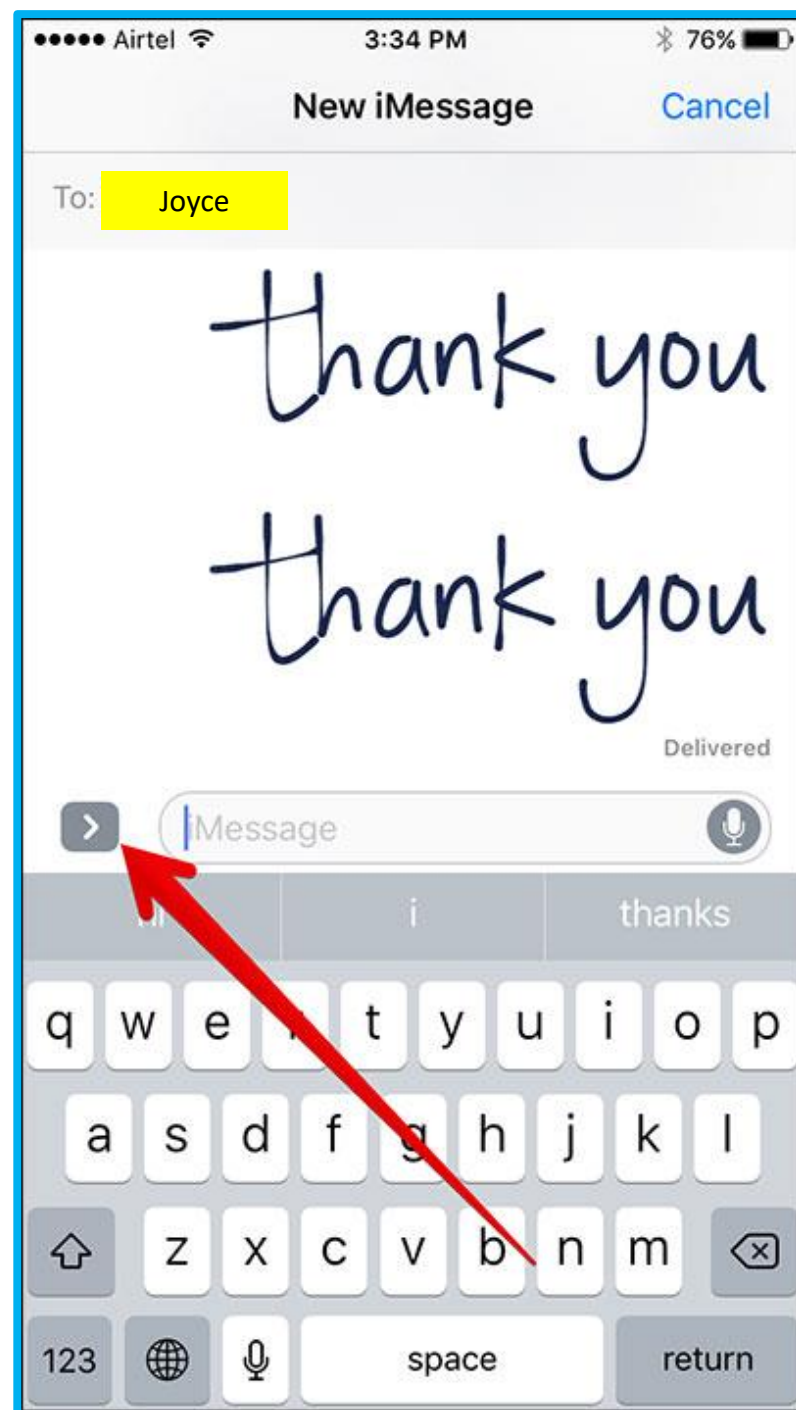 Airtel 3:34 PM 76%
New iMessage Cancel
To: Joyce
thank you
thank you
Delivered
iMessage
i thanks
q w e t y u i o p
a s d f g h j k l
z x c v b n m
123 space return